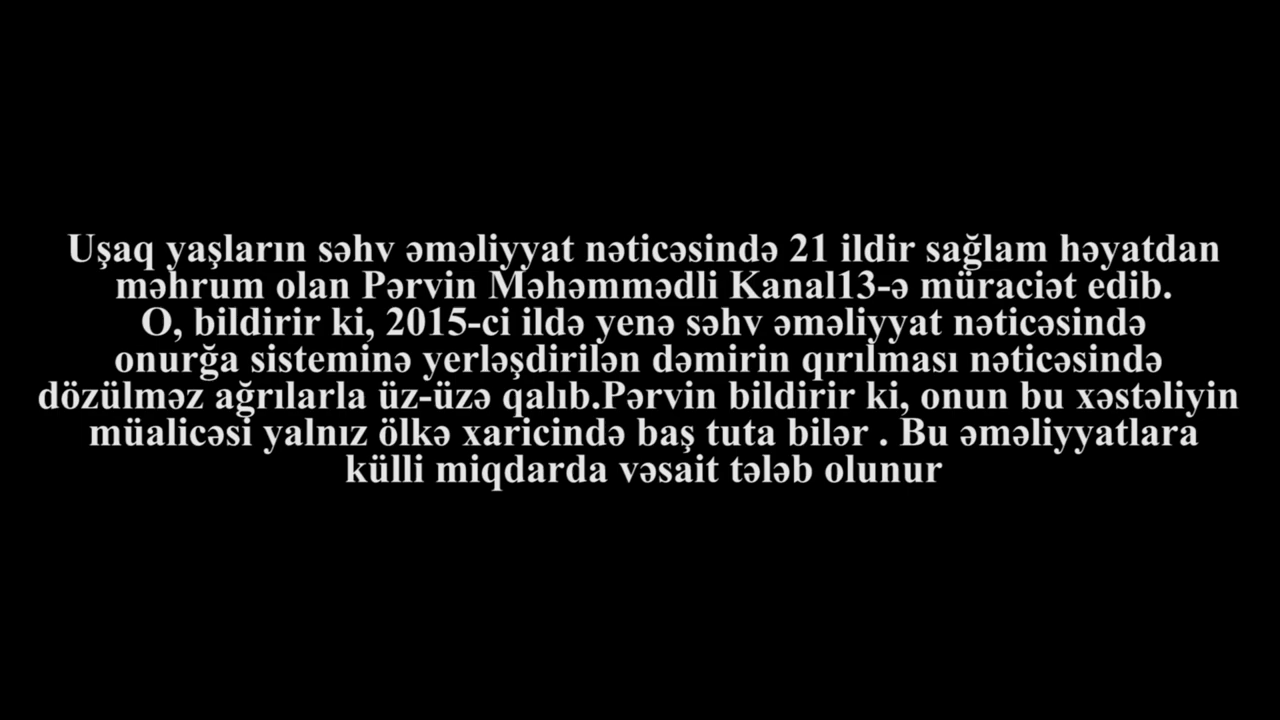 Uşaq yaşların səhv əməliyyat nəticəsində 21 ildir sağlam həyatdan
məhrum olan Pərvin Məhəmmədli Kanal13-ə müraciət edib.
O, bildirir ki, 2015-ci ildə yenə səhv əməliyyat nəticəsində
onurğa sisteminə yerləşdirilən dəmirin qırılması nəticəsində
dözülməz ağrılarla üz-üzə qalıb.Pərvin bildirir ki, onun bu xəstəliyin
müalicəsi yalnız ölkə xaricində baş tuta bilər . Bu əməliyyatlara
külli miqdarda vəsait tələb olunur